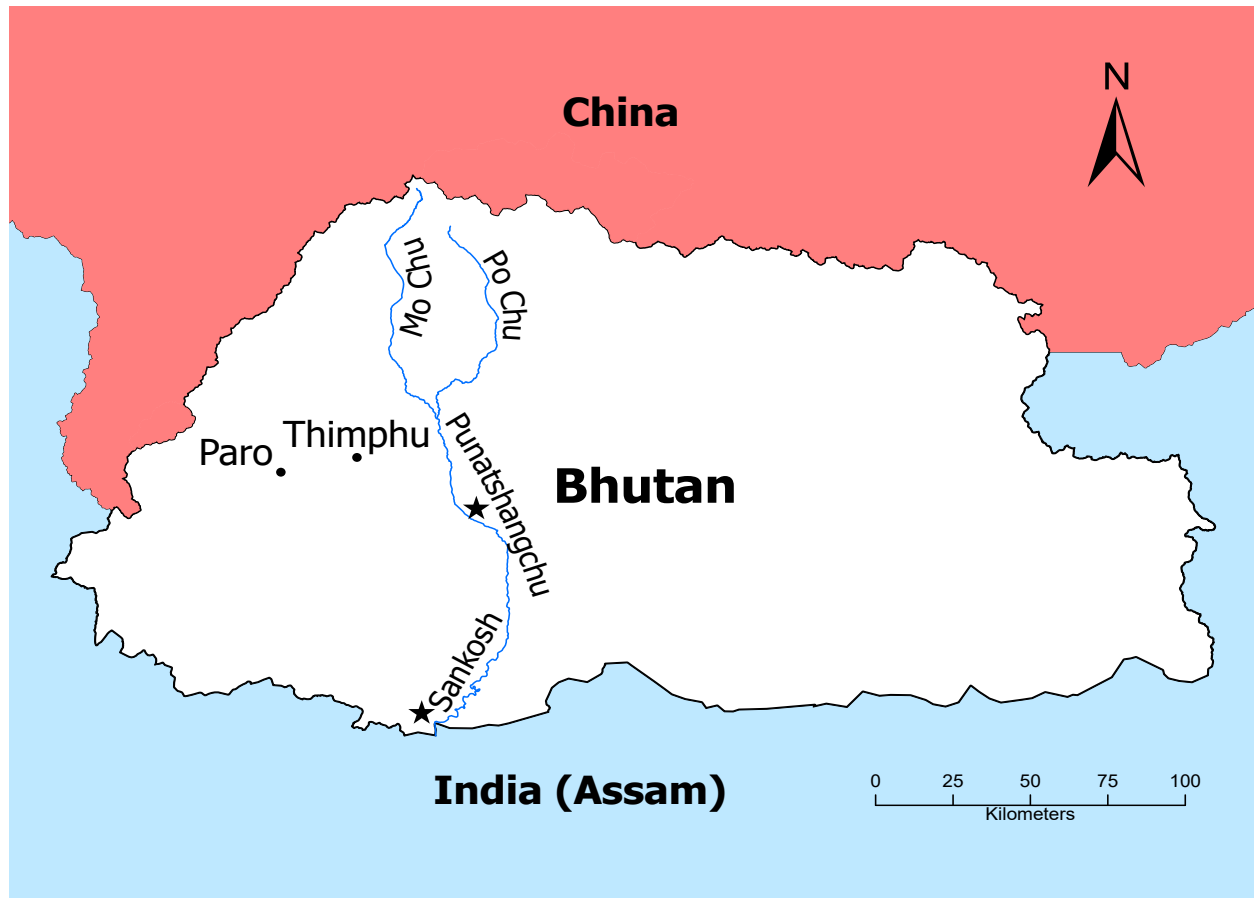 China
N
Mo Chu
Po Chu
Thimphu
Paro
Punatshangchu
Bhutan
Sankosh
India (Assam)
0 25 50 75 100
Kilometers